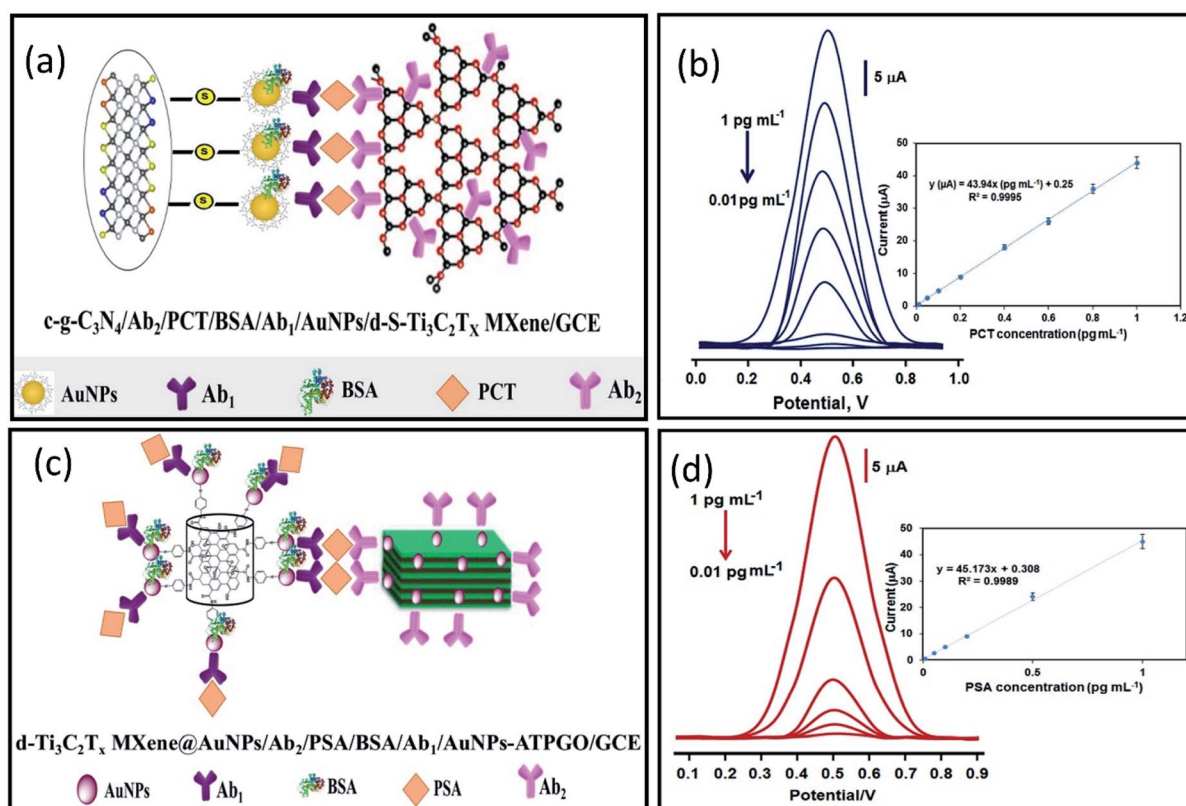 (a)
S
S
S
c-g-C₃N₄/Ab₂/PCT/BSA/Ab₁/AuNPs/d-S-Ti₃C₂Tₓ MXene/GCE
AuNPs
Ab₁
BSA
PCT
Ab₂
(b)
5 µA
1 pg mL⁻¹
0.01 pg mL⁻¹
0.0 0.2 0.4 0.6 0.8 1.0
Potential, V
Current (µA)
50
40
30
20
10
0
y (µA) = 43.94x (pg mL⁻¹) + 0.25
R² = 0.9995
0 0.2 0.4 0.6 0.8 1.0 1.2
PCT concentration (pg mL⁻¹)
(c)
d-Ti₃C₂Tₓ MXene@AuNPs/Ab₂/PSA/BSA/Ab₁/AuNPs-ATPGO/GCE
AuNPs
Ab₁
BSA
PSA
Ab₂
(d)
5 µA
1 pg mL⁻¹
0.01 pg mL⁻¹
0.1 0.2 0.3 0.4 0.5 0.6 0.7 0.8 0.9
Potential/V
Current (µA)
50
40
30
20
10
0
y = 45.173x + 0.308
R² = 0.9989
0 0.5 1
PSA concentration (pg mL⁻¹)